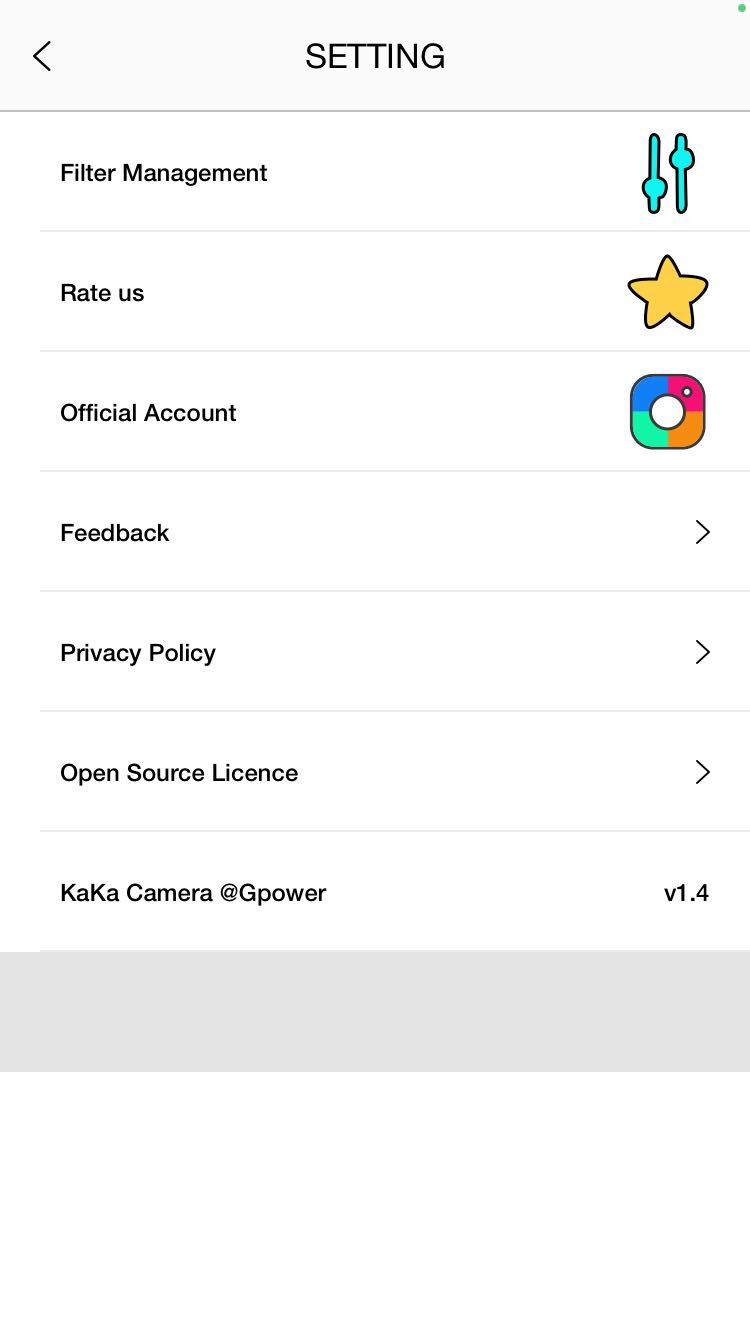 SETTING
Filter Management
Rate us
Official Account
Feedback
Privacy Policy
Open Source Licence
KaKa Camera @Gpower v1.4